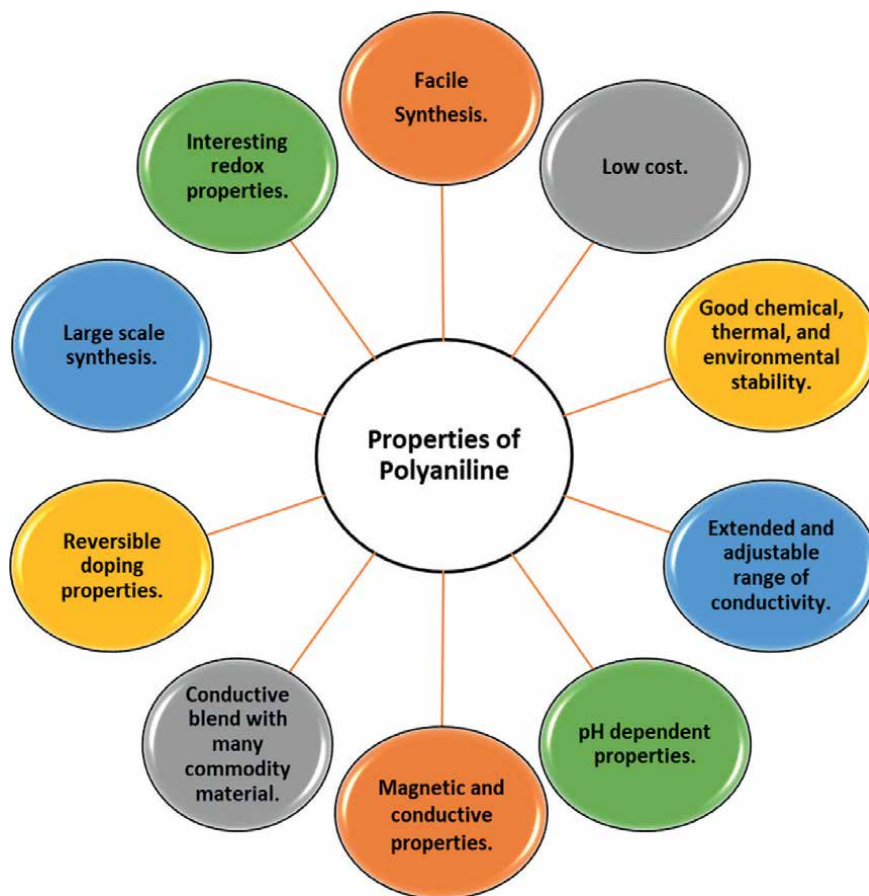 Facile
Synthesis.
Low cost.
Good chemical,
thermal, and
environmental
stability.
Extended and
adjustable
range of
conductivity.
pH dependent
properties.
Magnetic and
conductive
properties.
Conductive
blend with
many
commodity
material.
Reversible
doping
properties.
Large scale
synthesis.
Interesting
redox
properties.
Properties of
Polyaniline